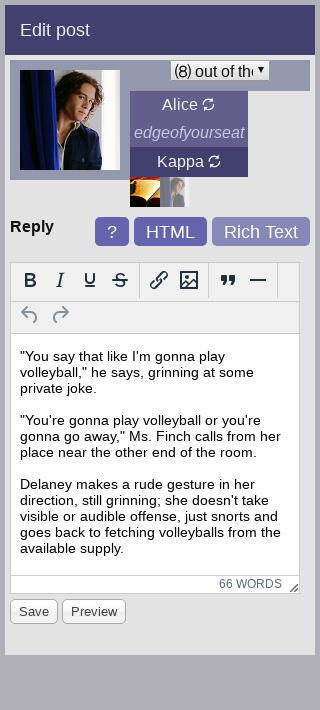 Edit post
(8) out of the
Alice
edgeofyourseat
Kappa
Reply
?
HTML
Rich Text
B I U S
"You say that like I'm gonna play
volleyball," he says, grinning at some
private joke.
"You're gonna play volleyball or you're
gonna go away," Ms. Finch calls from her
place near the other end of the room.
Delaney makes a rude gesture in her
direction, still grinning; she doesn't take
visible or audible offense, just snorts and
goes back to fetching volleyballs from the
available supply.
66 WORDS
Save
Preview